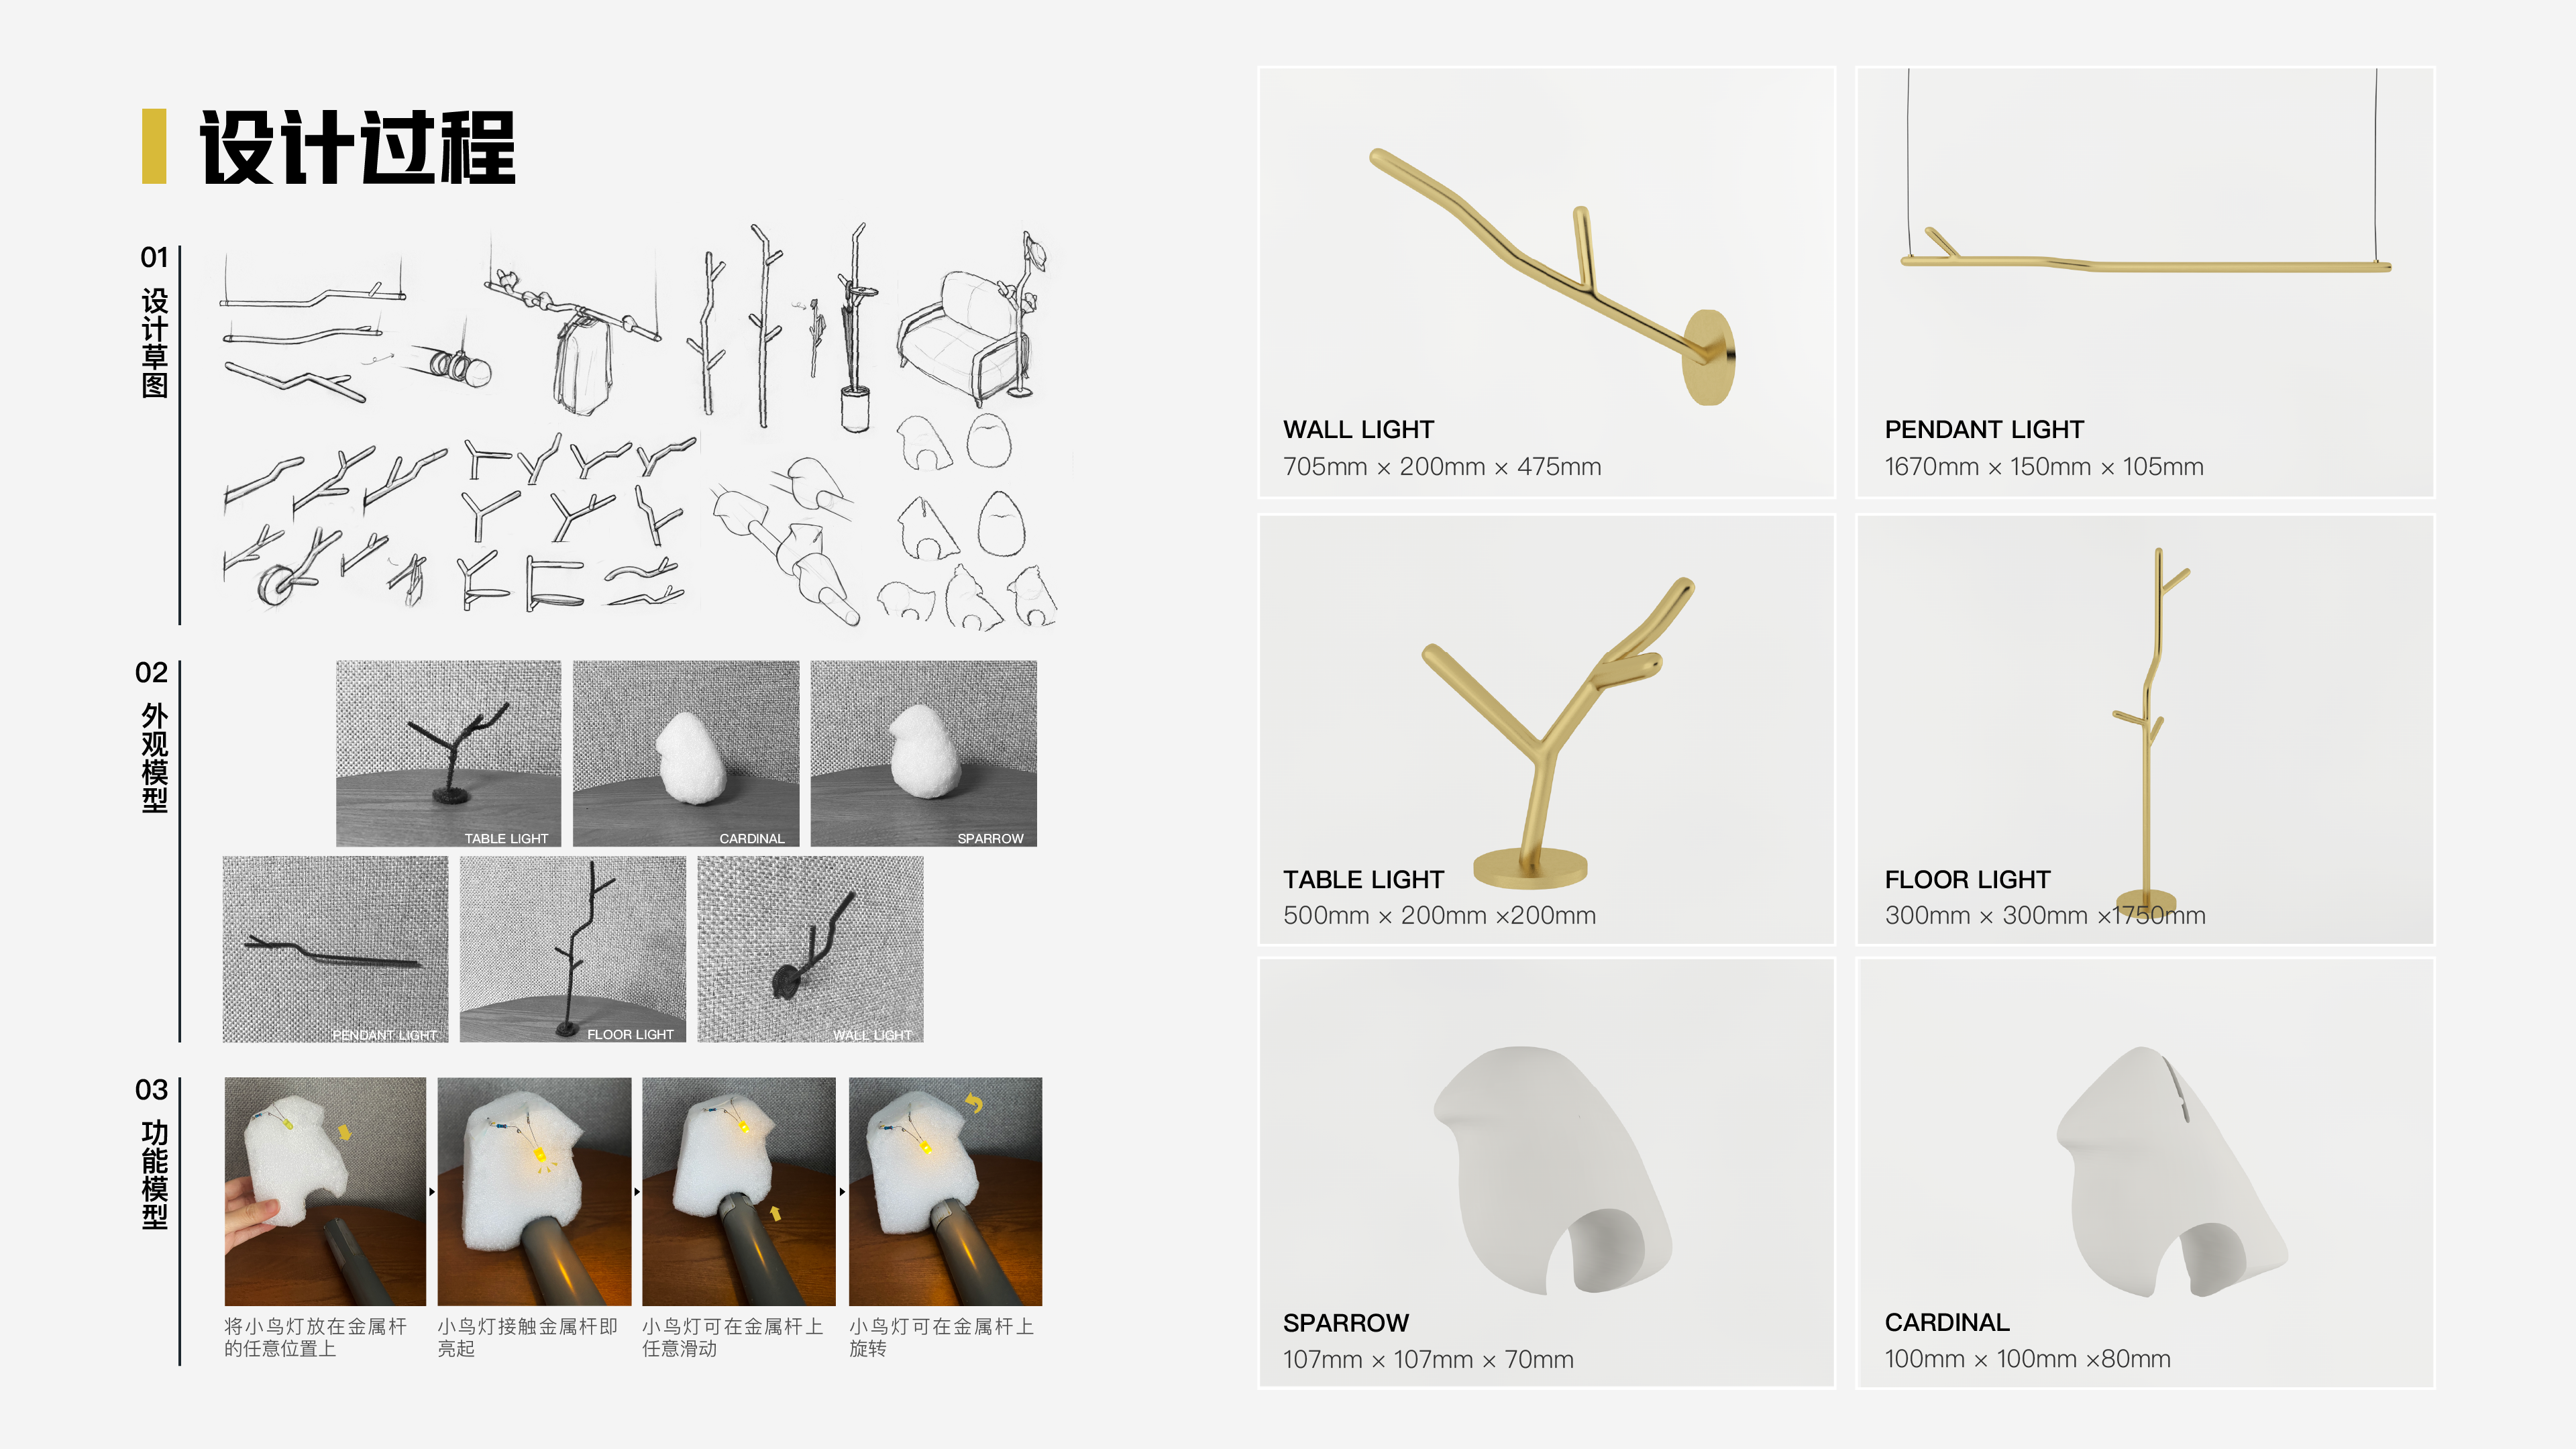 设计过程
01
设计草图
02
外观模型
TABLE LIGHT
CARDINAL
SPARROW
PENDANT LIGHT
FLOOR LIGHT
WALL LIGHT
03
功能模型
将小鸟灯放在金属杆
的任意位置上
小鸟灯接触金属杆即
亮起
小鸟灯可在金属杆上
任意滑动
小鸟灯可在金属杆上
旋转
WALL LIGHT
705mm × 200mm × 475mm
PENDANT LIGHT
1670mm × 150mm × 105mm
TABLE LIGHT
500mm × 200mm ×200mm
FLOOR LIGHT
300mm × 300mm ×1750mm
SPARROW
107mm × 107mm × 70mm
CARDINAL
100mm × 100mm ×80mm